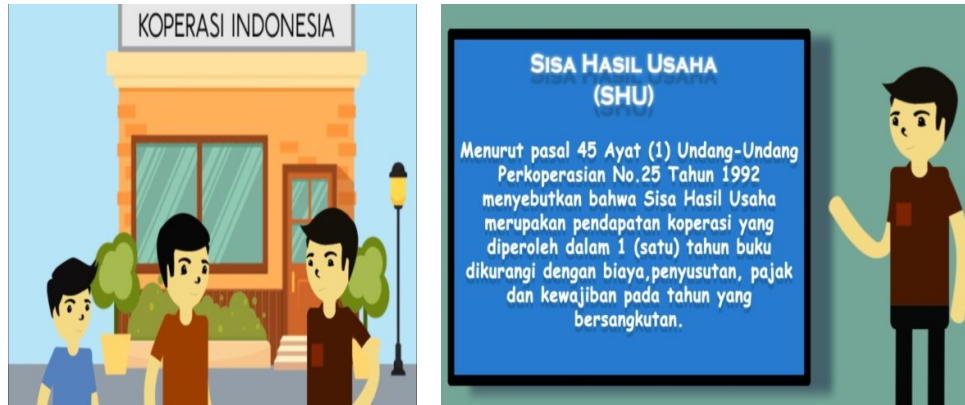 KOPERASI INDONESIA
SISA HASIL USAHA
(SHU)
Menurut pasal 45 Ayat (1) Undang-Undang
Perkoperasian No.25 Tahun 1992
menyebutkan bahwa Sisa Hasil Usaha
merupakan pendapatan koperasi yang
diperoleh dalam 1 (satu) tahun buku
dikurangi dengan biaya,penyusutan, pajak
dan kewajiban pada tahun yang
bersangkutan.